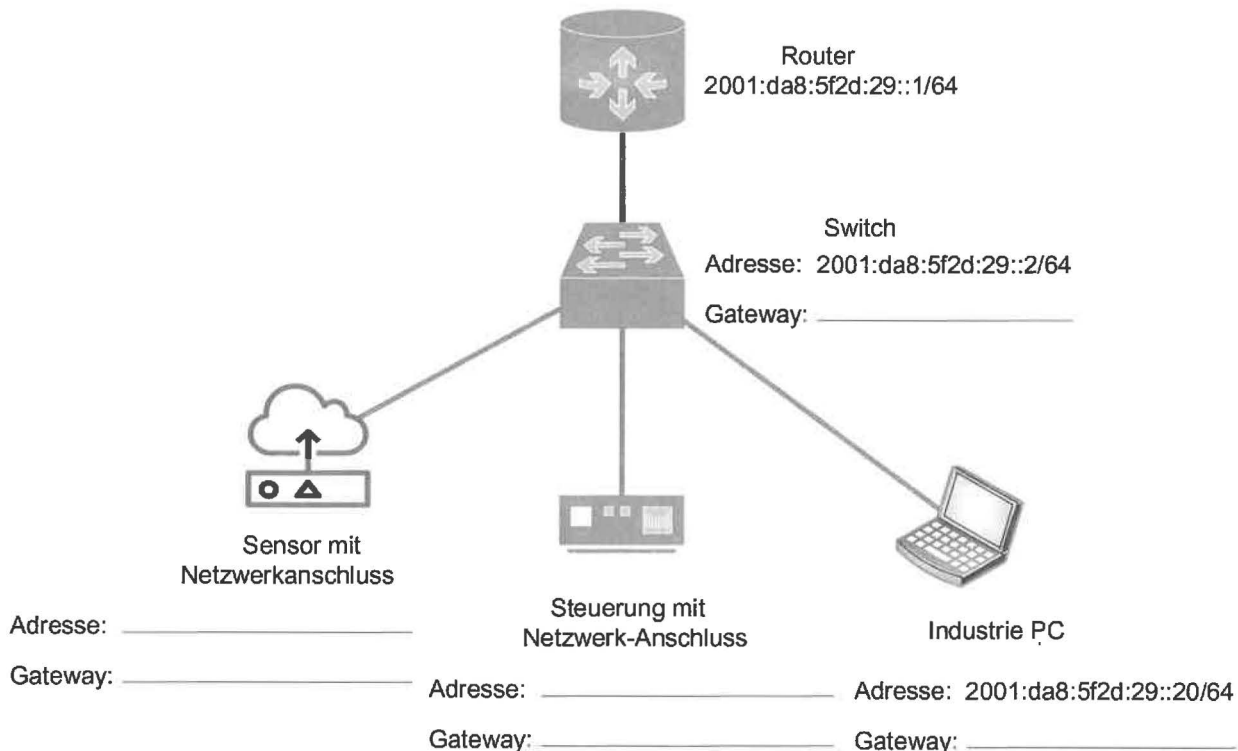 Router
2001:da8:5f2d:29::1/64
Switch
Adresse: 2001:da8:5f2d:29::2/64
Gateway:
Sensor mit
Netzwerkanschluss
Adresse:
Gateway:
Steuerung mit
Netzwerk-Anschluss
Adresse:
Gateway:
Industrie PC
Adresse: 2001:da8:5f2d:29::20/64
Gateway: